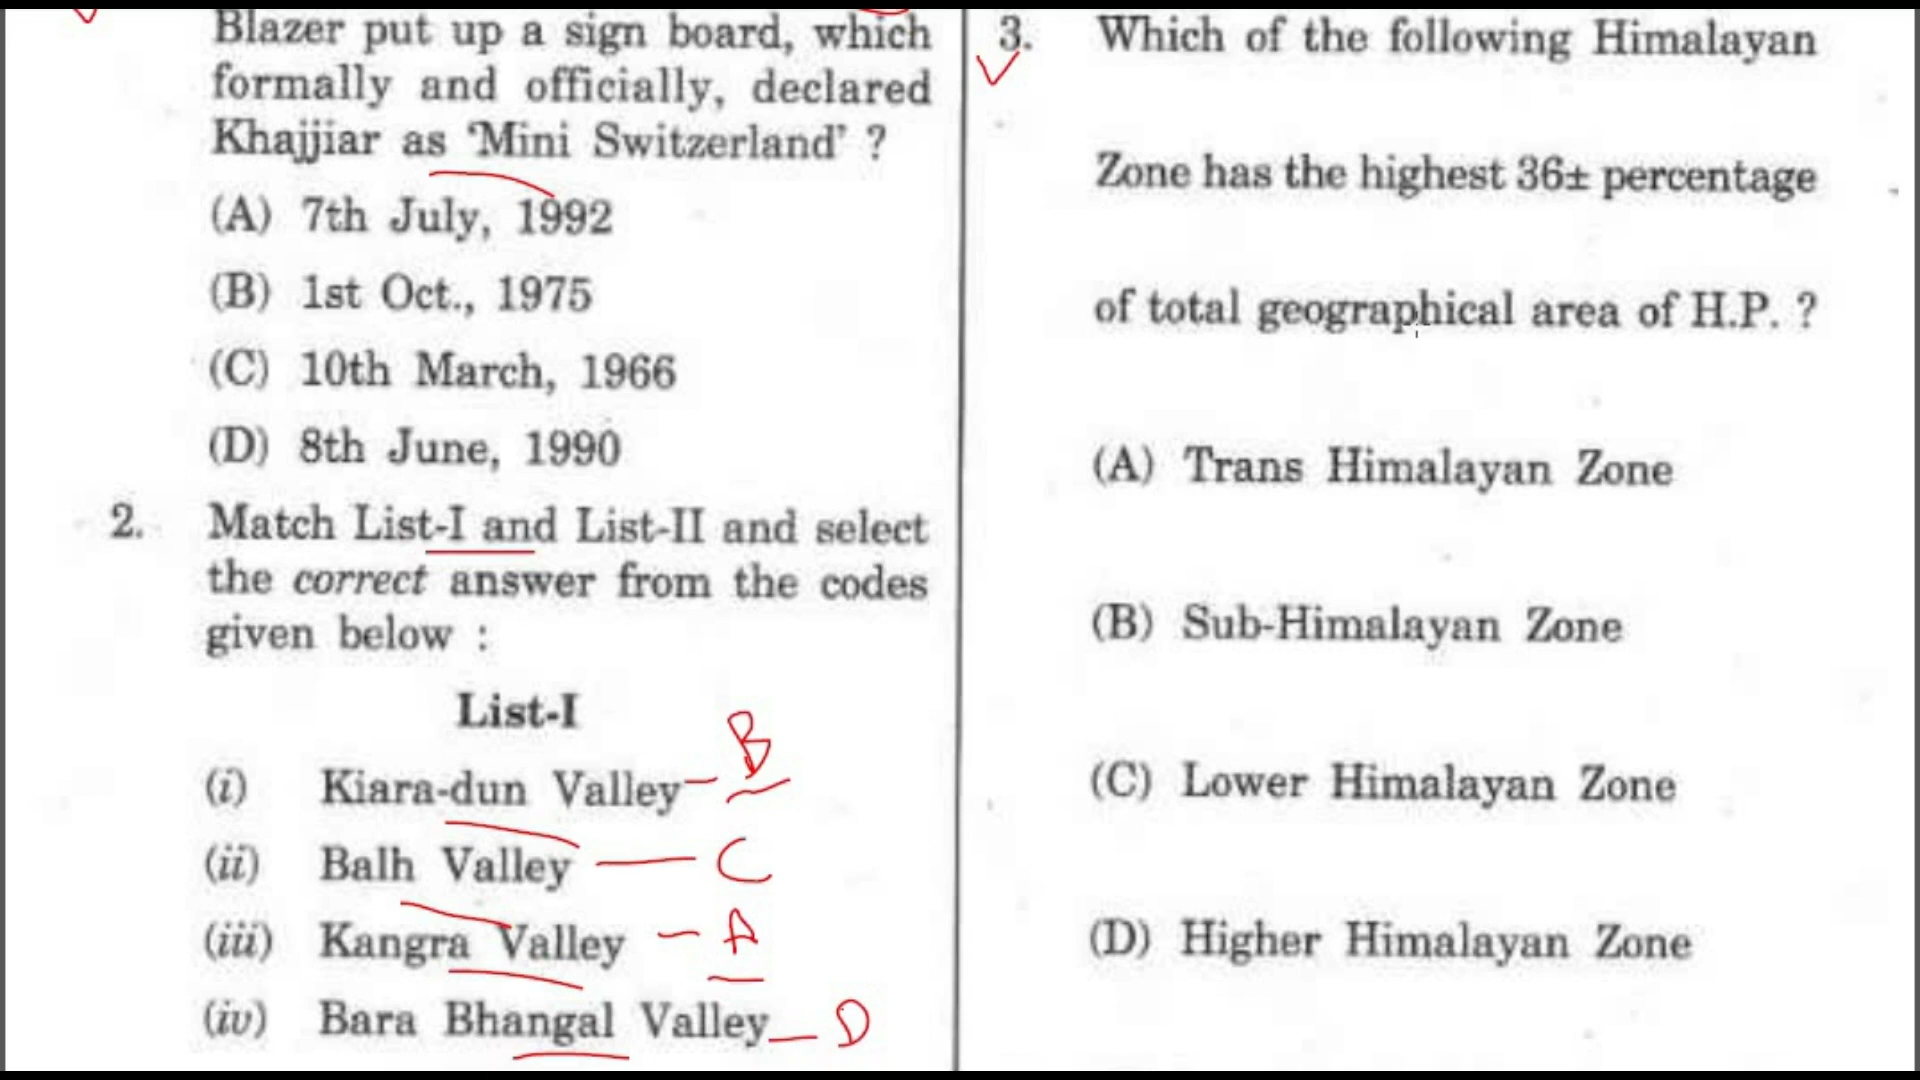 Blazer put up a sign board, which
formally and officially, declared
Khajjiar as 'Mini Switzerland' ?
(A) 7th July, 1992
(B) 1st Oct., 1975
(C) 10th March, 1966
(D) 8th June, 1990
2. Match List-I and List-II and select
the correct answer from the codes
given below :
List-I
(i) Kiara-dun Valley - B
(ii) Balh Valley — C
(iii) Kangra Valley - A
(iv) Bara Bhangal Valley - D
3. Which of the following Himalayan
Zone has the highest 36± percentage
of total geographical area of H.P. ?
(A) Trans Himalayan Zone
(B) Sub-Himalayan Zone
(C) Lower Himalayan Zone
(D) Higher Himalayan Zone